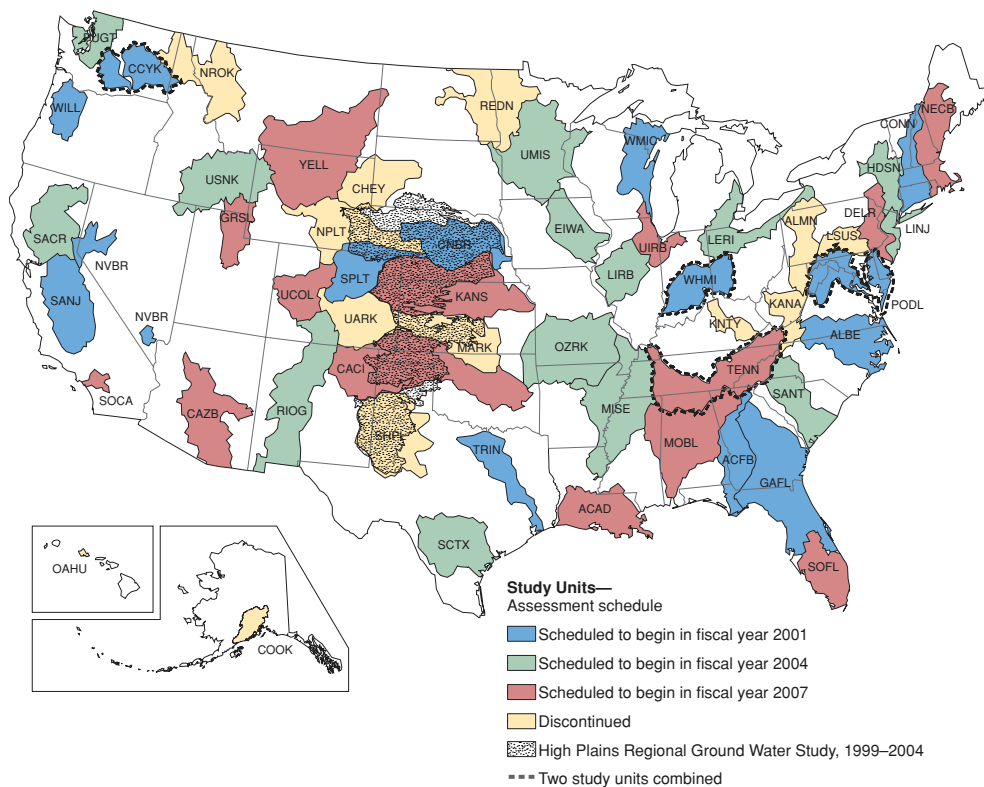 PUGT
CCYK
NROK
WILL
REDN
NECB
CONN
WMIC
UMIS
YELL
HDSN
USNK
CHEY
GRSL
ALMN
DELR
NPLT
LINJ
SACR
CNBR
EIWA
LERI
LSUS
UIRB
NVBR
LIRB
SPLT
WHMI
SANJ
UCOL
KANS
KANA
PODL
NVBR
UARK
KNTY
ALBE
MARK
OZRK
CACI
TENN
SOCA
CAZB
RIOG
MISE
SANT
SHPL
MOBL
TRIN
ACFB
GAFL
ACAD
SCTX
OAHU
SOFL
COOK
Study Units—
Assessment schedule
Scheduled to begin in fiscal year 2001
Scheduled to begin in fiscal year 2004
Scheduled to begin in fiscal year 2007
Discontinued
High Plains Regional Ground Water Study, 1999–2004
Two study units combined